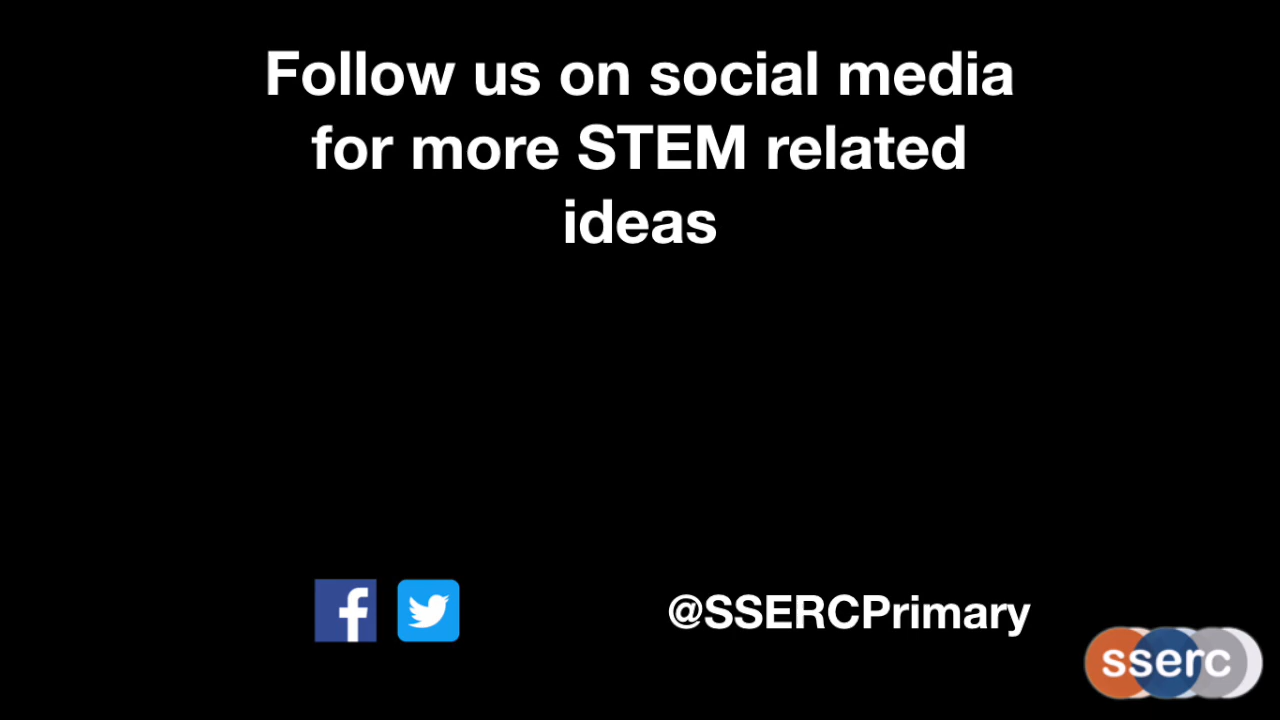 Follow us on social media
for more STEM related
ideas
@SSERCPrimary
sserc